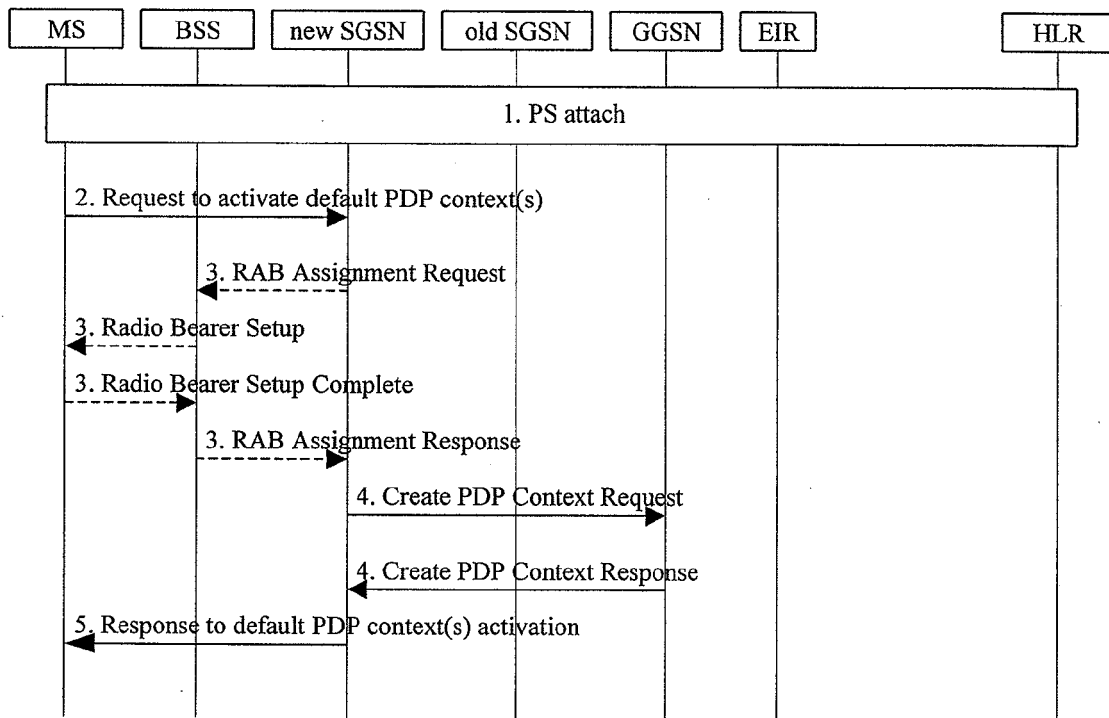 MS
BSS
new SGSN
old SGSN
GGSN
EIR
HLR
1. PS attach
2. Request to activate default PDP context(s)
3. RAB Assignment Request
3. Radio Bearer Setup
3. Radio Bearer Setup Complete
3. RAB Assignment Response
4. Create PDP Context Request
4. Create PDP Context Response
5. Response to default PDP context(s) activation